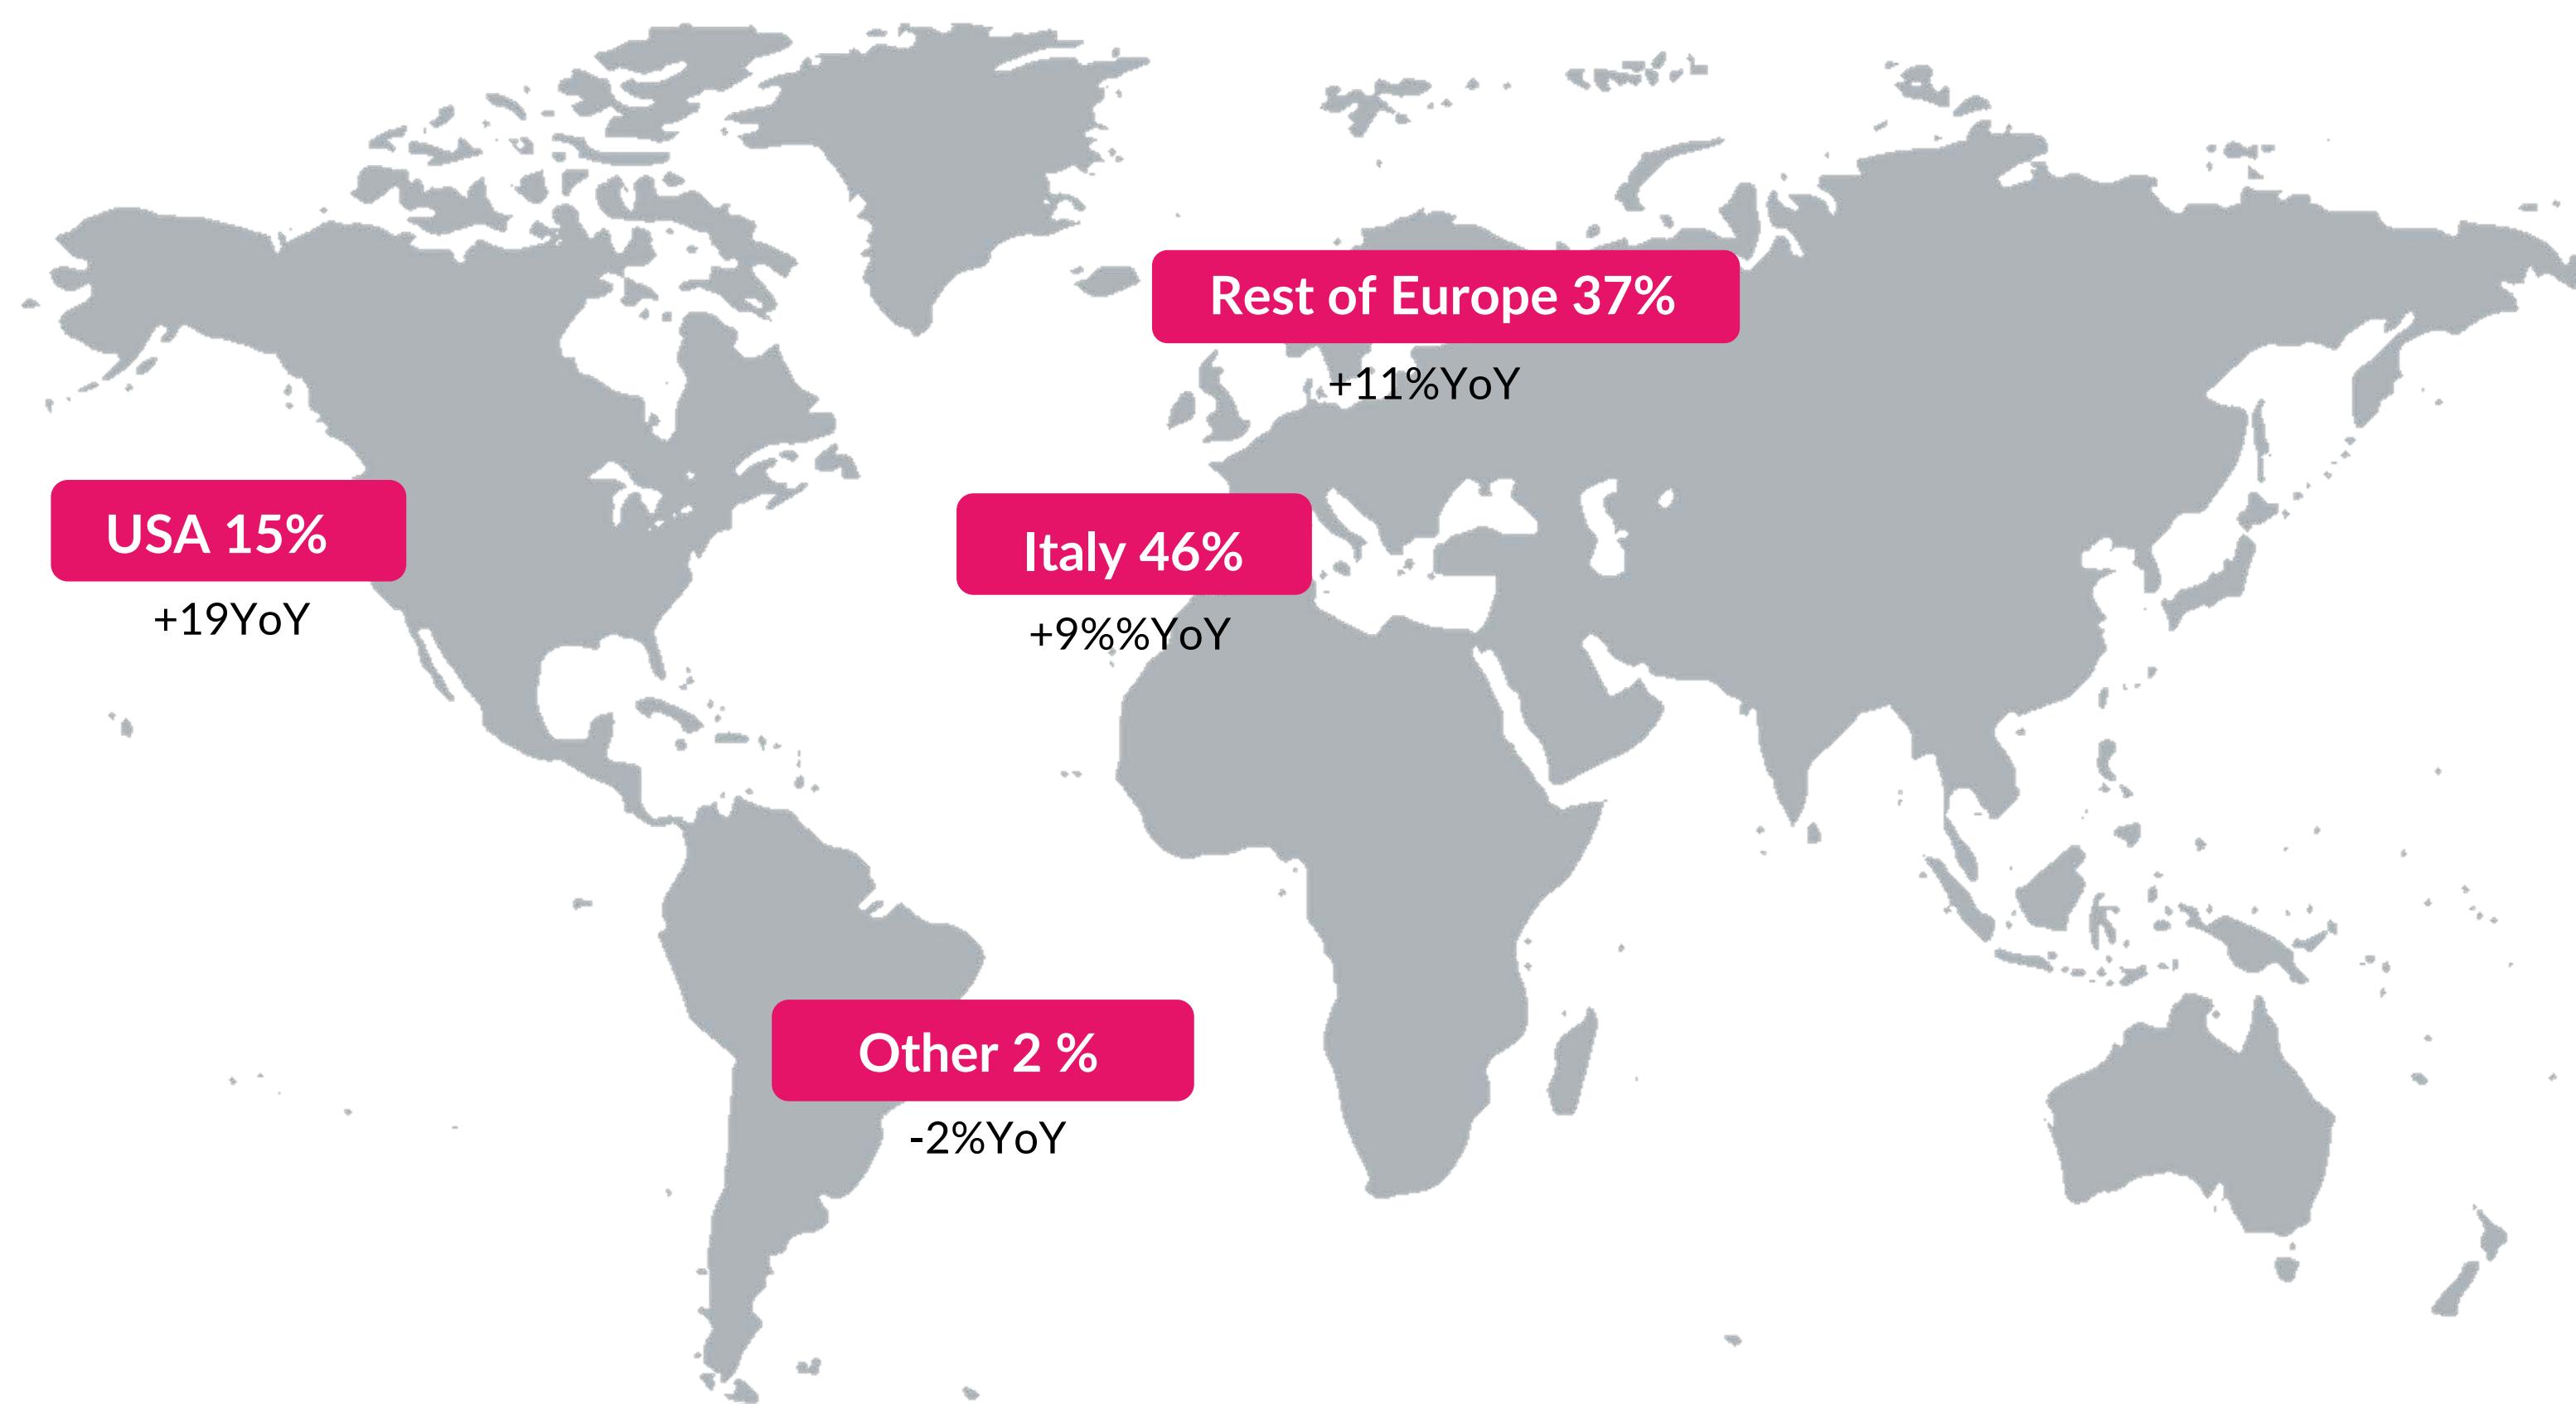 Rest of Europe 37%
+11%YoY
USA 15%
+19YoY
Italy 46%
+9%%YoY
Other 2 %
-2%YoY